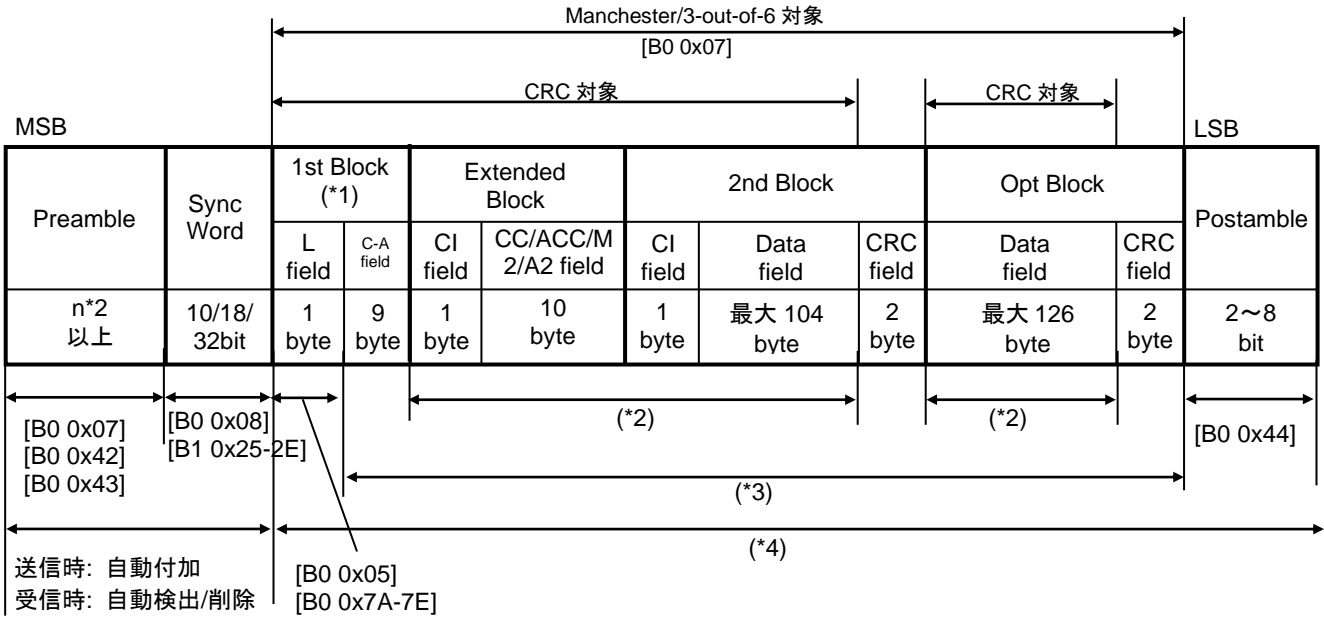 Manchester/3-out-of-6 対象
[B0 0x07]
CRC 対象
CRC 対象
MSB
LSB
Preamble
Sync
Word
1st Block
(*1)
Extended
Block
2nd Block
Opt Block
Postamble
L
field
C-A
field
CI
field
CC/ACC/M
2/A2 field
CI
field
Data
field
CRC
field
Data
field
CRC
field
n*2
以上
10/18/
32bit
1
byte
9
byte
1
byte
10
byte
1
byte
最大 104
byte
2
byte
最大 126
byte
2
byte
2～8
bit
[B0 0x07]
[B0 0x42]
[B0 0x43]
[B0 0x08]
[B1 0x25-2E]
(*2)
(*2)
[B0 0x44]
(*3)
(*4)
送信時: 自動付加
受信時: 自動検出/削除
[B0 0x05]
[B0 0x7A-7E]